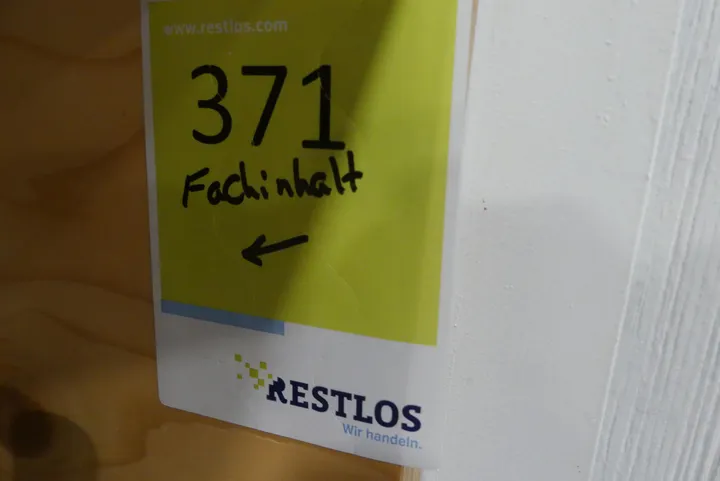 www.restlos.com
371
Fachinhalt
RESTLOS
Wir handeln.